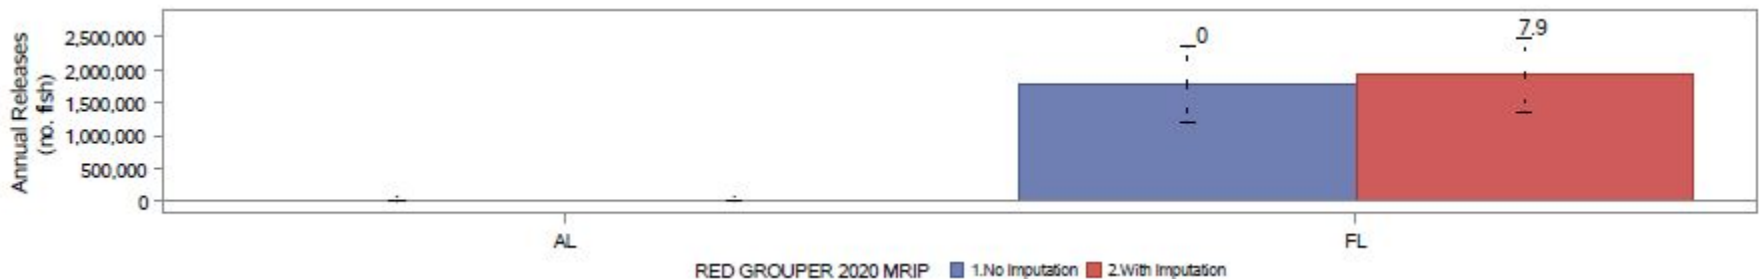 Annual Releases
(no. fish)
2,500,000
2,000,000
1,500,000
1,000,000
500,000
0
0
7.9
AL
FL
RED GROUPER 2020 MRIP 1.No Imputation 2.With Imputation